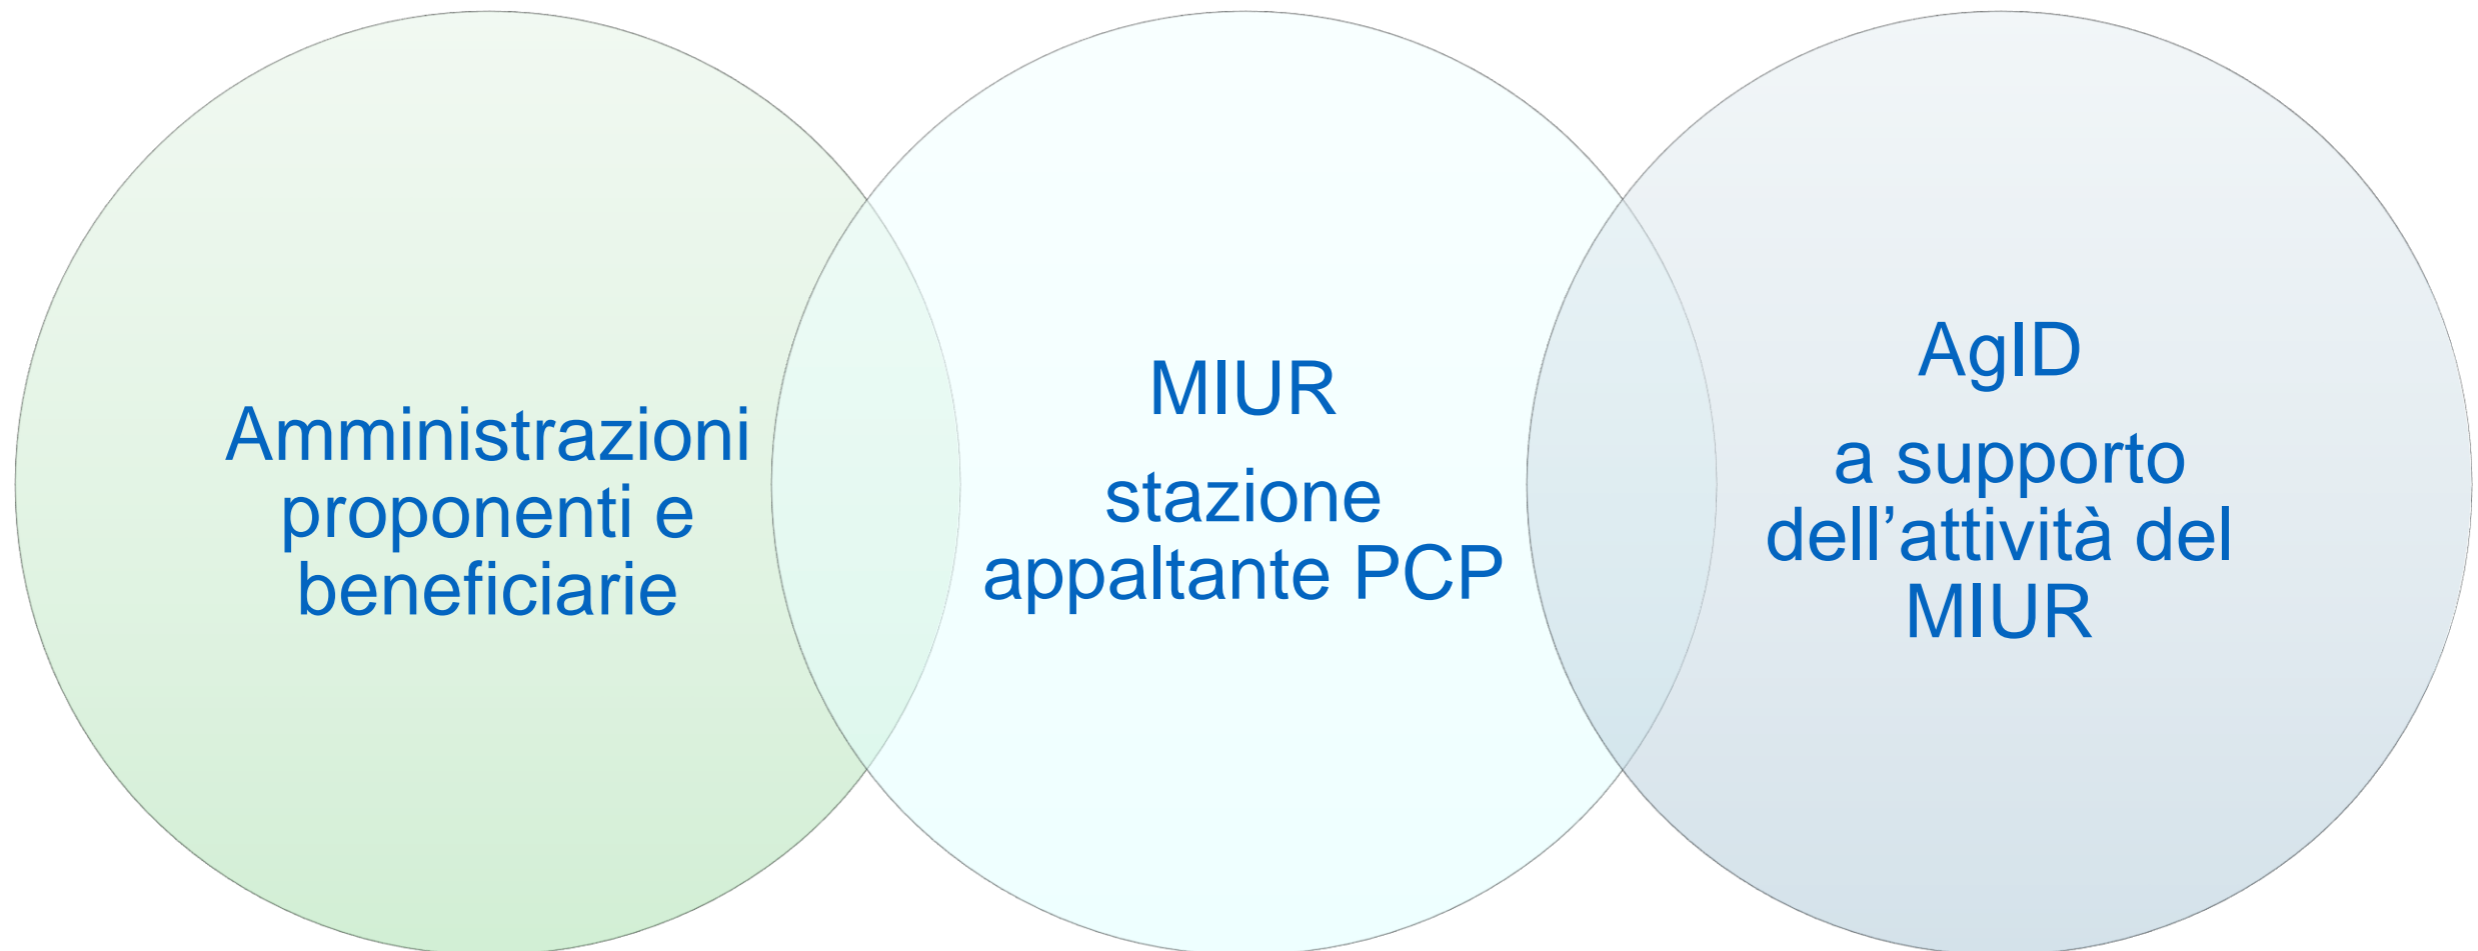 Amministrazioni
proponenti e
beneficiarie
MIUR
stazione
appaltante PCP
AgID
a supporto
dell’attività del
MIUR